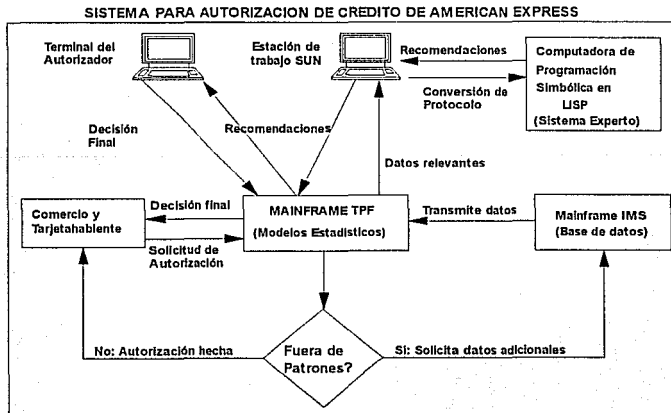 SISTEMA PARA AUTORIZACION DE CREDITO DE AMERICAN EXPRESS
Terminal del
Autorizador
Estación de
trabajo SUN
Recomendaciones
Conversión de
Protocolo
Computadora de
Programación
Simbólica en
LISP
(Sistema Experto)
Decisión
Final
Recomendaciones
Datos relevantes
Comercio y
Tarjetahabiente
Decisión final
Solicitud de
Autorización
MAINFRAME TPF
(Modelos Estadísticos)
Transmite datos
Mainframe IMS
(Base de datos)
No: Autorización hecha
Fuera de
Patrones?
Si: Solicita datos adicionales